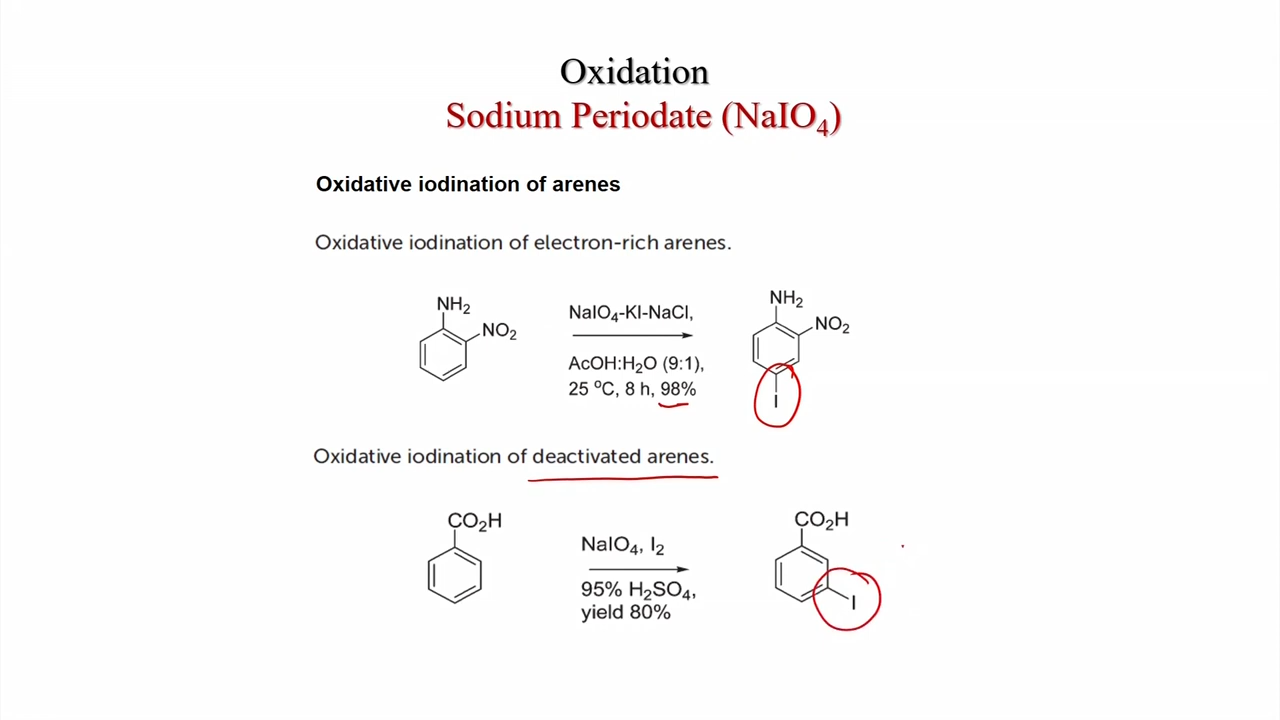 Oxidation
Sodium Periodate (NaIO₄)
Oxidative iodination of arenes
Oxidative iodination of electron-rich arenes.
NH₂
NO₂
NaIO₄-KI-NaCl,
AcOH:H₂O (9:1),
25 ⁰C, 8 h, 98%
NH₂
NO₂
I
Oxidative iodination of deactivated arenes.
CO₂H
NaIO₄, I₂
95% H₂SO₄,
yield 80%
CO₂H
I